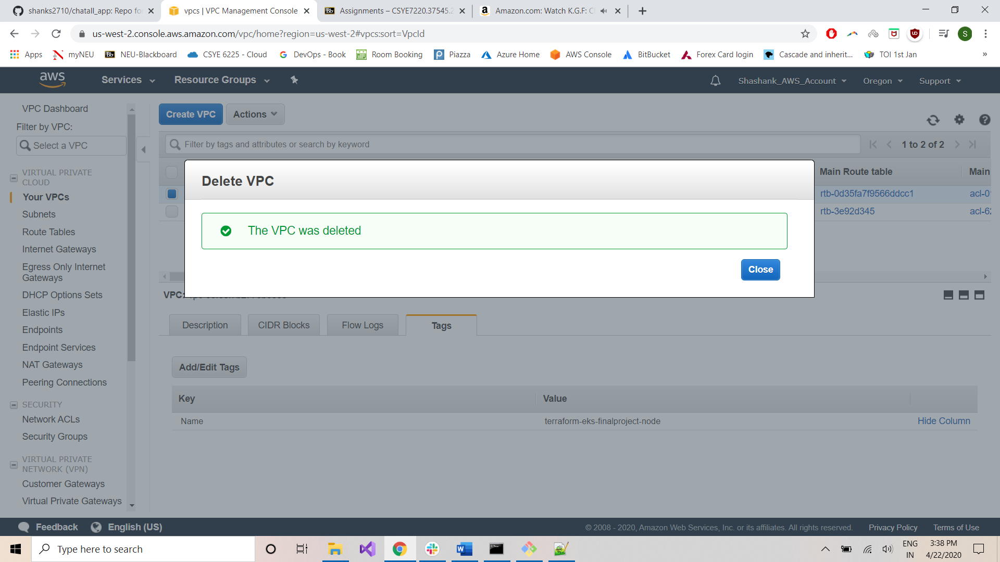 shanks2710/chatall_app: Repo fo
vpcs | VPC Management Console
Assignments – CSYE7220.37545.2
Amazon.com: Watch K.G.F: C
us-west-2.console.aws.amazon.com/vpc/home?region=us-west-2#vpcs:sort=VpcId
S
Apps
myNEU
Bb
NEU-Blackboard
CSYE 6225 - Cloud
DevOps - Book
Room Booking
Piazza
Azure Home
AWS Console
BitBucket
Forex Card login
Cascade and inherit...
TOI 1st Jan
»
aws
Services
Resource Groups
Shashank_AWS_Account
Oregon
Support
VPC Dashboard
Filter by VPC:
Select a VPC
VIRTUAL PRIVATE
CLOUD
Your VPCs
Subnets
Route Tables
Internet Gateways
Egress Only Internet
Gateways
DHCP Options Sets
Elastic IPs
Endpoints
Endpoint Services
NAT Gateways
Peering Connections
SECURITY
Network ACLs
Security Groups
VIRTUAL PRIVATE
NETWORK (VPN)
Customer Gateways
Virtual Private Gateways
Create VPC
Actions
Filter by tags and attributes or search by keyword
1 to 2 of 2
Main Route table
Main
rtb-0d35fa7f9566ddcc1
acl-0
rtb-3e92d345
acl-62
Delete VPC
The VPC was deleted
Close
VPC:
Description
CIDR Blocks
Flow Logs
Tags
Add/Edit Tags
Key
Value
Name
terraform-eks-finalproject-node
Hide Column
Feedback
English (US)
© 2008 - 2020, Amazon Web Services, Inc. or its affiliates. All rights reserved.
Privacy Policy
Terms of Use
Type here to search
ENG
IN
3:38 PM
4/22/2020